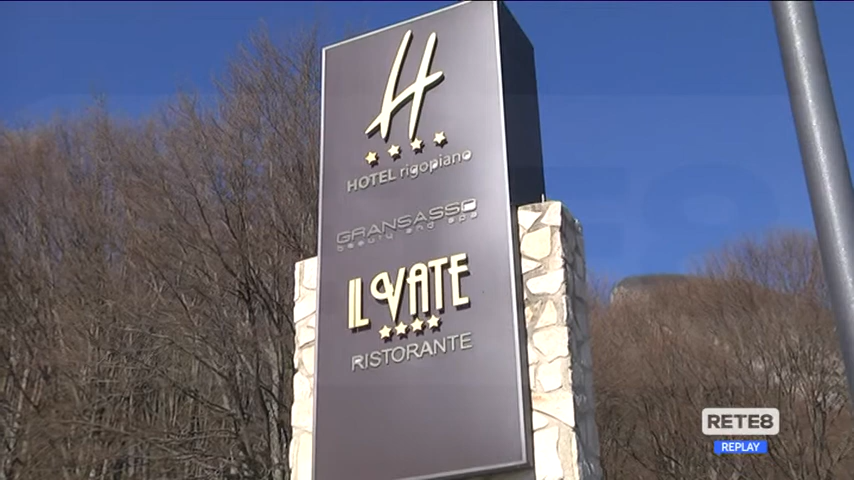 H
HOTEL rigopiano
GRANSASSO
beauty and spa
IL VATE
RISTORANTE
RETE8
REPLAY